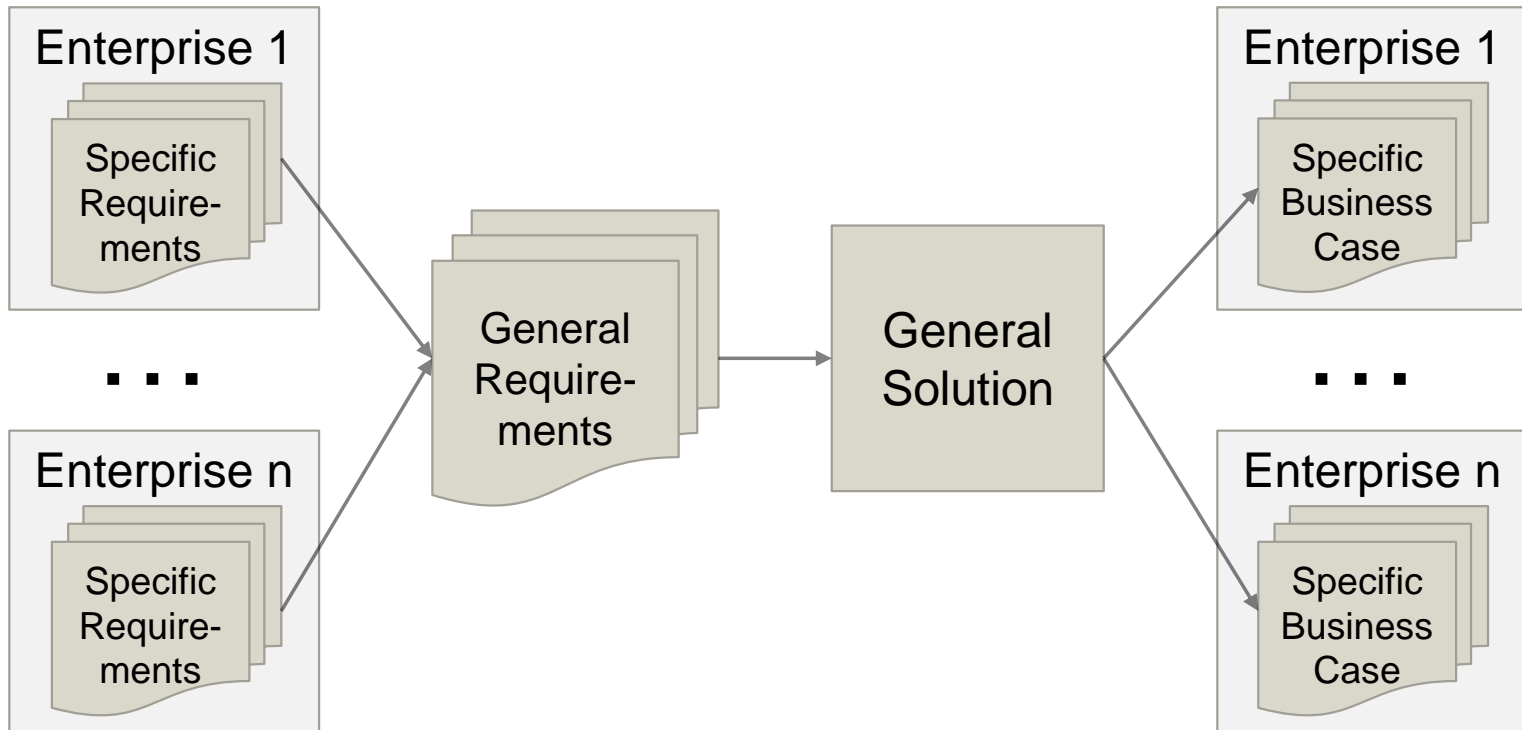 Enterprise 1
Specific
Require-
ments
. . .
Enterprise n
Specific
Require-
ments
General
Require-
ments
General
Solution
Enterprise 1
Specific
Business
Case
. . .
Enterprise n
Specific
Business
Case